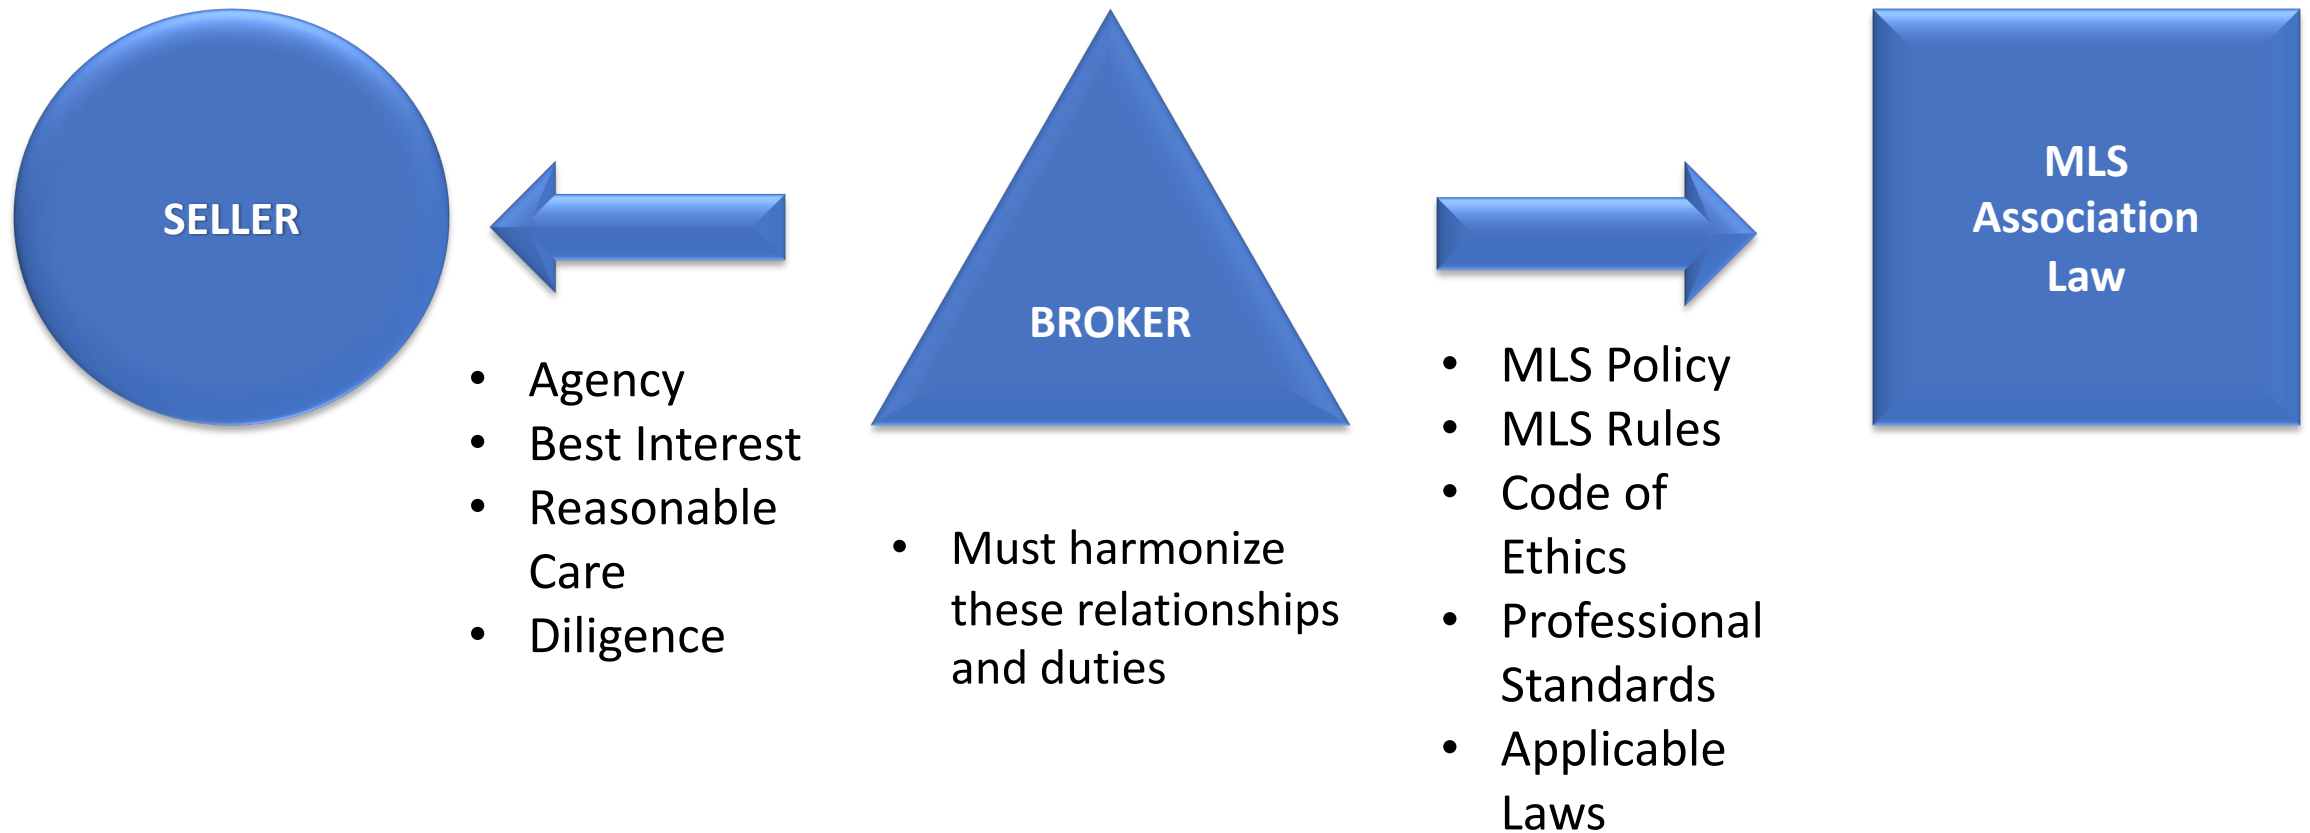 SELLER
• Agency
• Best Interest
• Reasonable
Care
• Diligence
BROKER
• Must harmonize
these relationships
and duties
• MLS Policy
• MLS Rules
• Code of
Ethics
• Professional
Standards
• Applicable
Laws
MLS
Association
Law